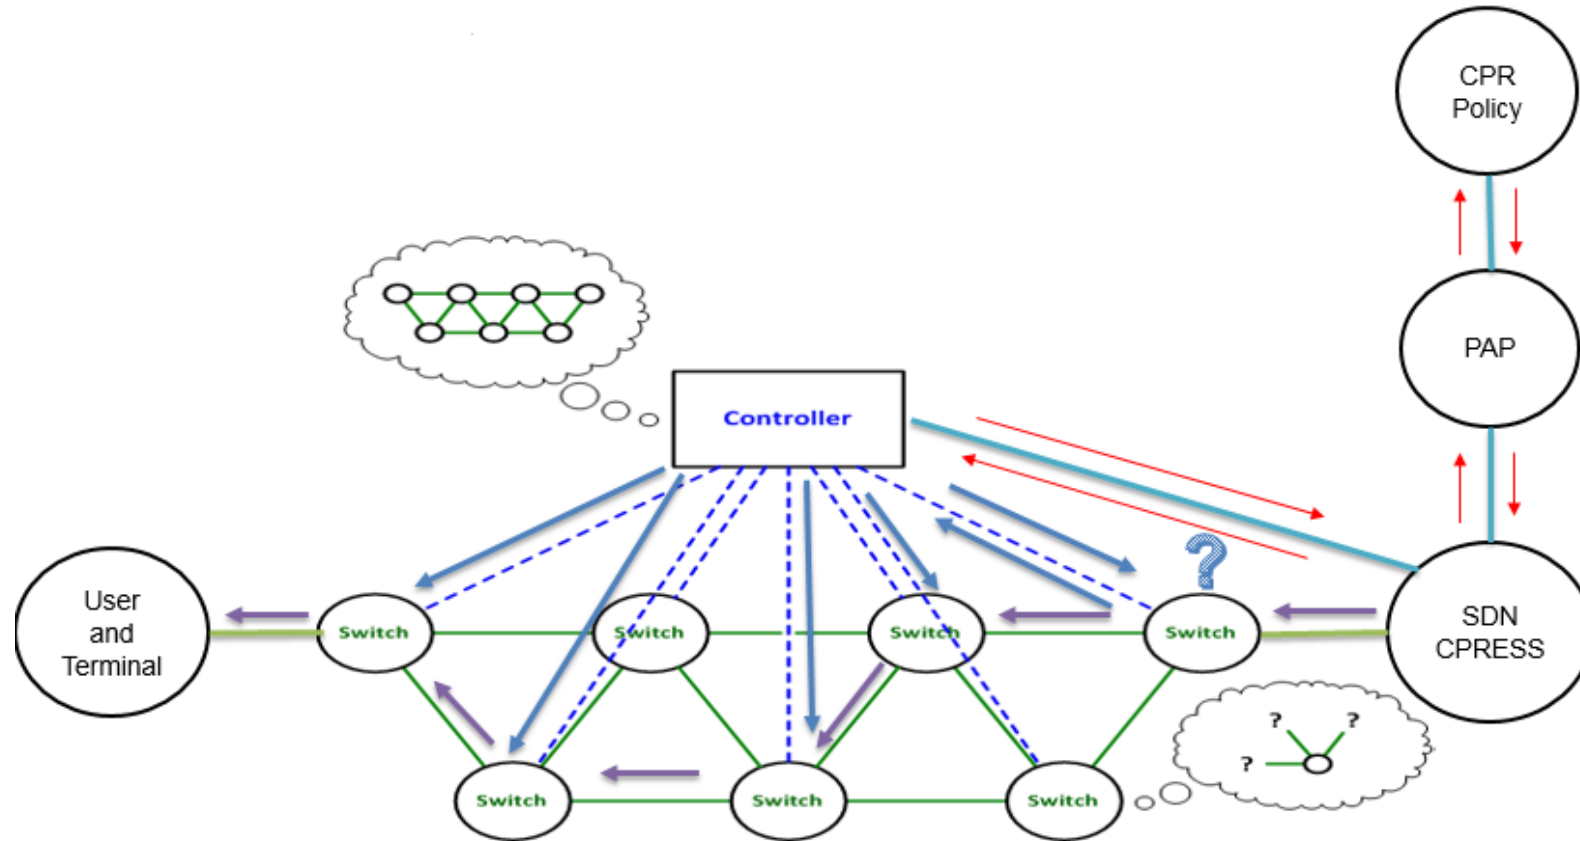 CPR
Policy
PAP
Controller
?
User
and
Terminal
Switch
Switch
Switch
Switch
SDN
CPRESS
? ?
?
Switch
Switch
Switch